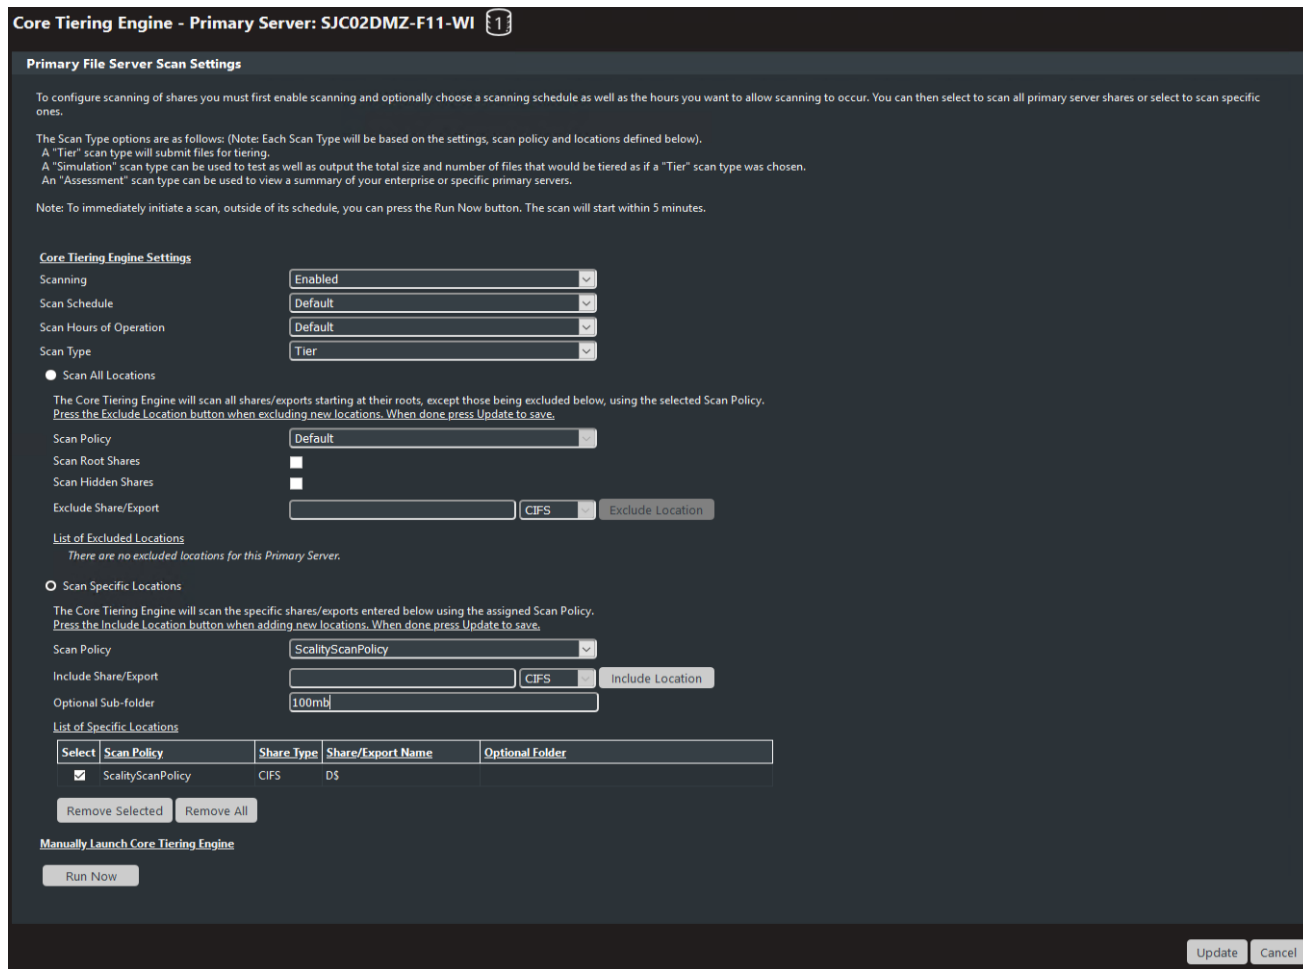 Core Tiering Engine - Primary Server: SJC02DMZ-F11-WI 1
Primary File Server Scan Settings
To configure scanning of shares you must first enable scanning and optionally choose a scanning schedule as well as the hours you want to allow scanning to occur. You can then select to scan all primary server shares or select to scan specific
ones.
The Scan Type options are as follows: (Note: Each Scan Type will be based on the settings, scan policy and locations defined below).
A "Tier" scan type will submit files for tiering.
A "Simulation" scan type can be used to test as well as output the total size and number of files that would be tiered as if a "Tier" scan type was chosen.
An "Assessment" scan type can be used to view a summary of your enterprise or specific primary servers.
Note: To immediately initiate a scan, outside of its schedule, you can press the Run Now button. The scan will start within 5 minutes.
Core Tiering Engine Settings
Scanning Enabled
Scan Schedule Default
Scan Hours of Operation Default
Scan Type Tier
Scan All Locations
The Core Tiering Engine will scan all shares/exports starting at their roots, except those being excluded below, using the selected Scan Policy.
Press the Exclude Location button when excluding new locations. When done press Update to save.
Scan Policy Default
Scan Root Shares
Scan Hidden Shares
Exclude Share/Export CIFS Exclude Location
List of Excluded Locations
There are no excluded locations for this Primary Server.
Scan Specific Locations
The Core Tiering Engine will scan the specific shares/exports entered below using the assigned Scan Policy.
Press the Include Location button when adding new locations. When done press Update to save.
Scan Policy ScalityScanPolicy
Include Share/Export CIFS Include Location
Optional Sub-folder 100mb
List of Specific Locations
Select Scan Policy Share Type Share/Export Name Optional Folder
ScalityScanPolicy CIFS D$
Remove Selected Remove All
Manually Launch Core Tiering Engine
Run Now
Update Cancel